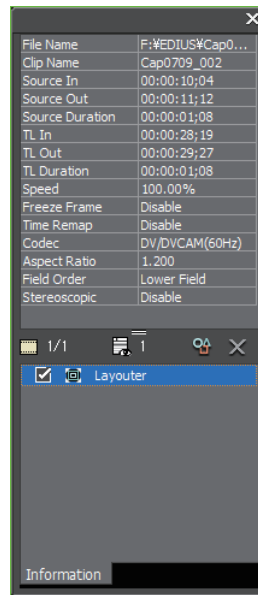 File Name F:¥EDIUS¥Cap0...
Clip Name Cap0709_002
Source In 00:00:10;04
Source Out 00:00:11;12
Source Duration 00:00:01;08
TL In 00:00:28;19
TL Out 00:00:29;27
TL Duration 00:00:01;08
Speed 100.00%
Freeze Frame Disable
Time Remap Disable
Codec DV/DVCAM(60Hz)
Aspect Ratio 1.200
Field Order Lower Field
Stereoscopic Disable
1/1 1
Layouter
Information